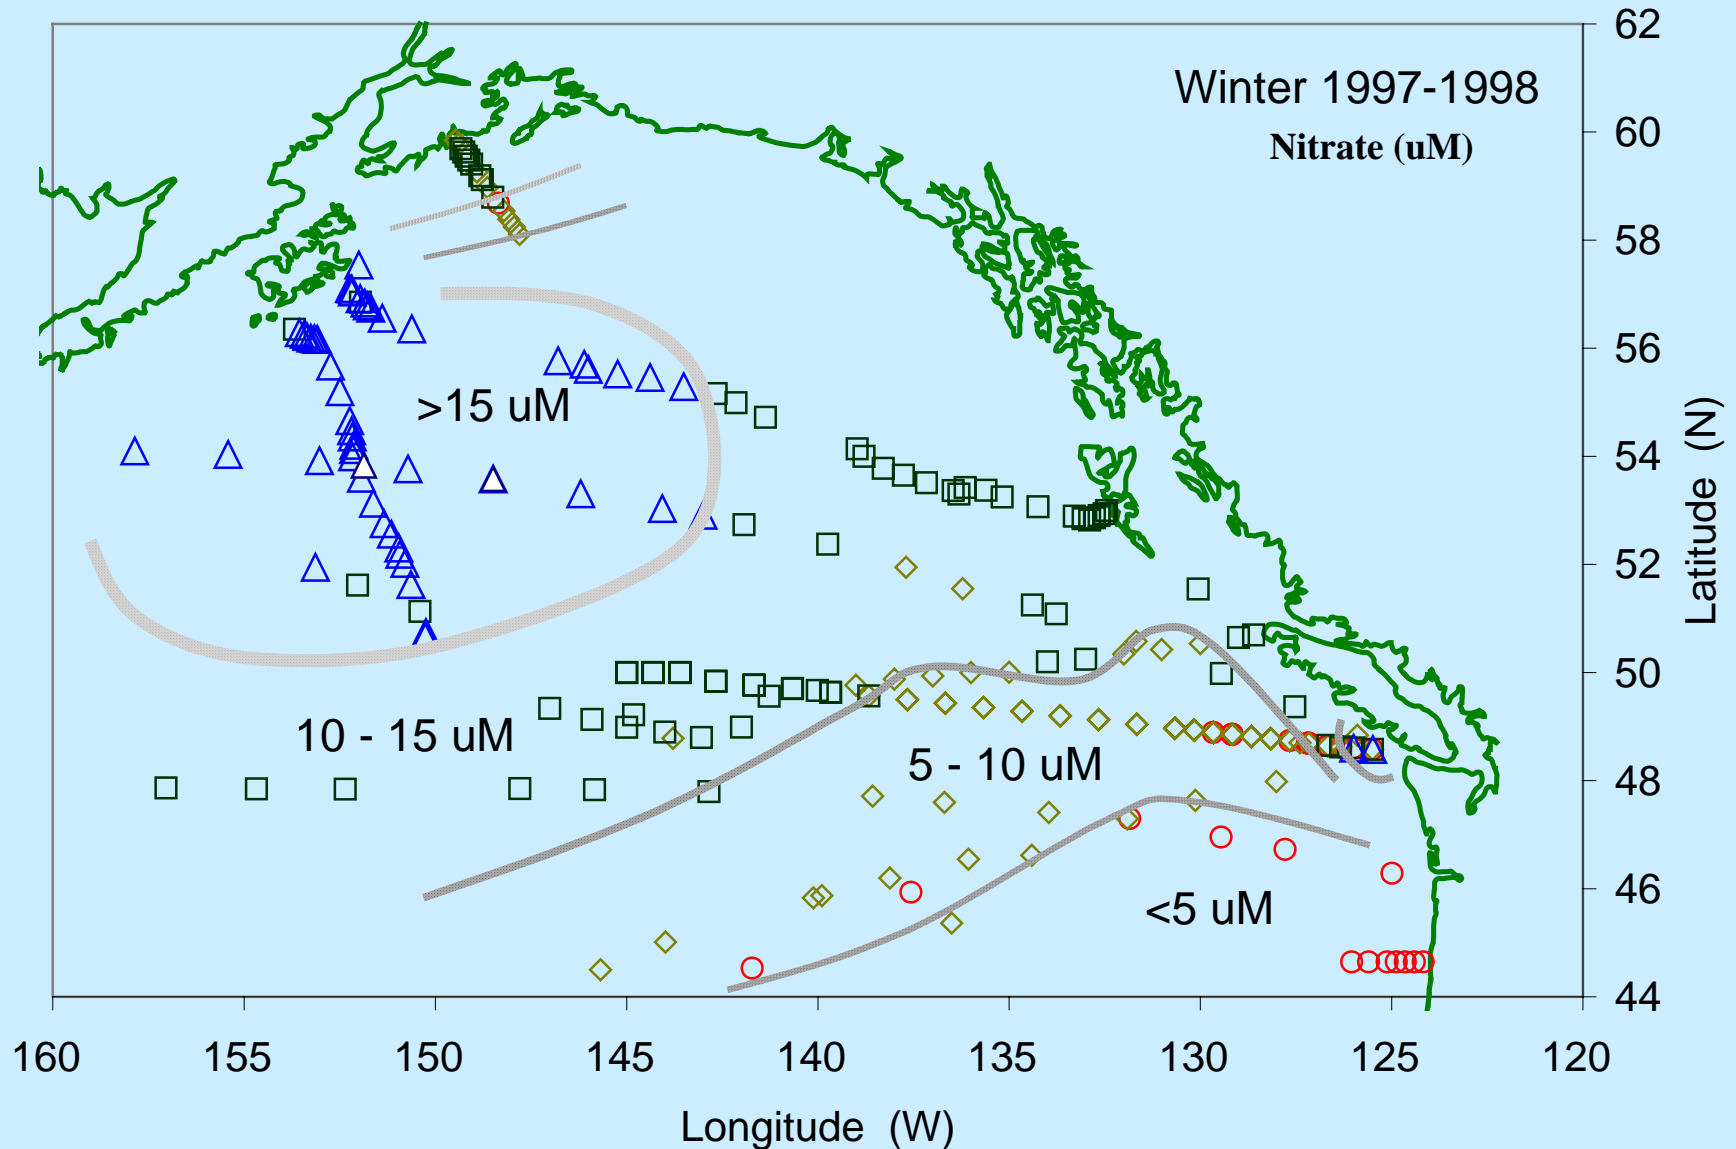 Winter 1997-1998
Nitrate (uM)
>15 uM
10 - 15 uM
5 - 10 uM
<5 uM
62
60
58
56
54
52
50
48
46
44
Latitude (N)
160 155 150 145 140 135 130 125 120
Longitude (W)